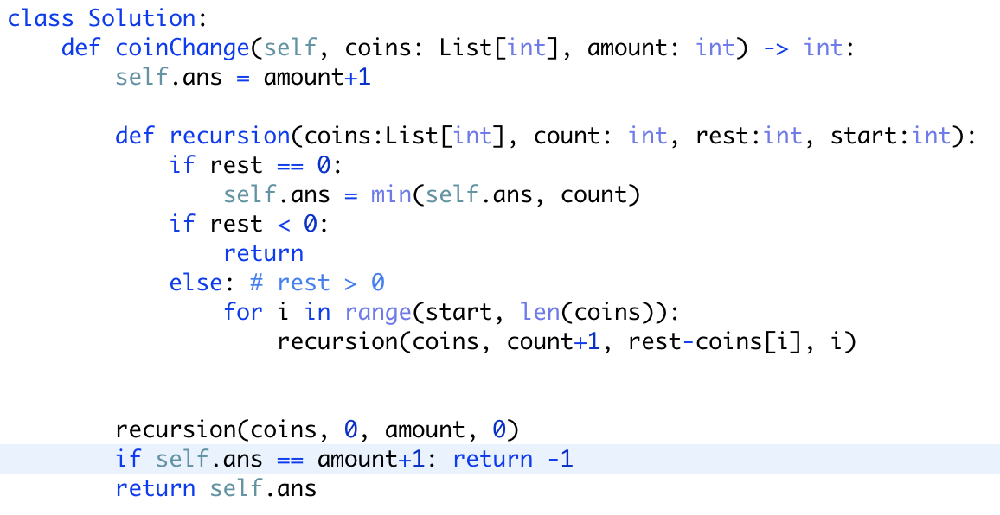 class Solution:
    def coinChange(self, coins: List[int], amount: int) -> int:
        self.ans = amount+1

        def recursion(coins:List[int], count: int, rest:int, start:int):
            if rest == 0:
                self.ans = min(self.ans, count)
            if rest < 0:
                return
            else: # rest > 0
                for i in range(start, len(coins)):
                    recursion(coins, count+1, rest-coins[i], i)

        recursion(coins, 0, amount, 0)
        if self.ans == amount+1: return -1
        return self.ans